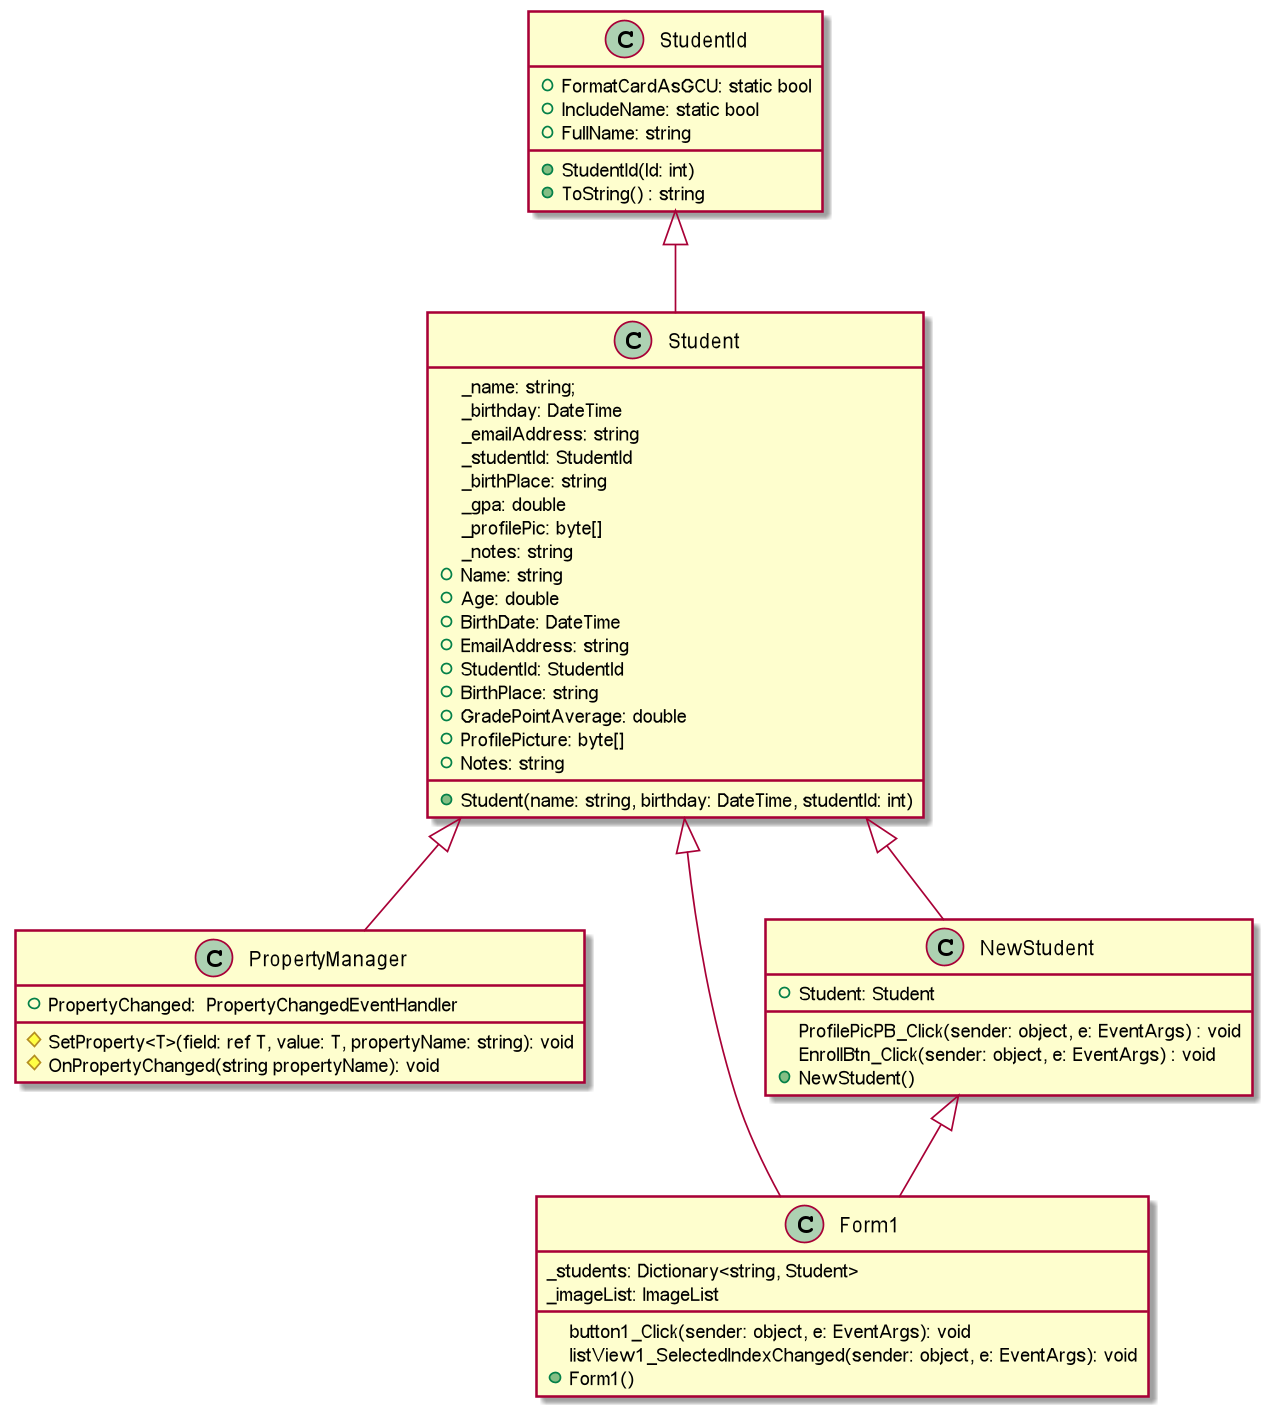 C StudentId
FormatCardAsGCU: static bool
IncludeName: static bool
FullName: string
StudentId(Id: int)
ToString() : string
C Student
_name: string;
_birthday: DateTime
_emailAddress: string
_studentId: StudentId
_birthPlace: string
_gpa: double
_profilePic: byte[]
_notes: string
Name: string
Age: double
BirthDate: DateTime
EmailAddress: string
StudentId: StudentId
BirthPlace: string
GradePointAverage: double
ProfilePicture: byte[]
Notes: string
Student(name: string, birthday: DateTime, studentId: int)
C PropertyManager
PropertyChanged:  PropertyChangedEventHandler
SetProperty<T>(field: ref T, value: T, propertyName: string): void
OnPropertyChanged(string propertyName): void
C NewStudent
Student: Student
ProfilePicPB_Click(sender: object, e: EventArgs) : void
EnrollBtn_Click(sender: object, e: EventArgs) : void
NewStudent()
C Form1
_students: Dictionary<string, Student>
_imageList: ImageList
button1_Click(sender: object, e: EventArgs): void
listView1_SelectedIndexChanged(sender: object, e: EventArgs): void
Form1()